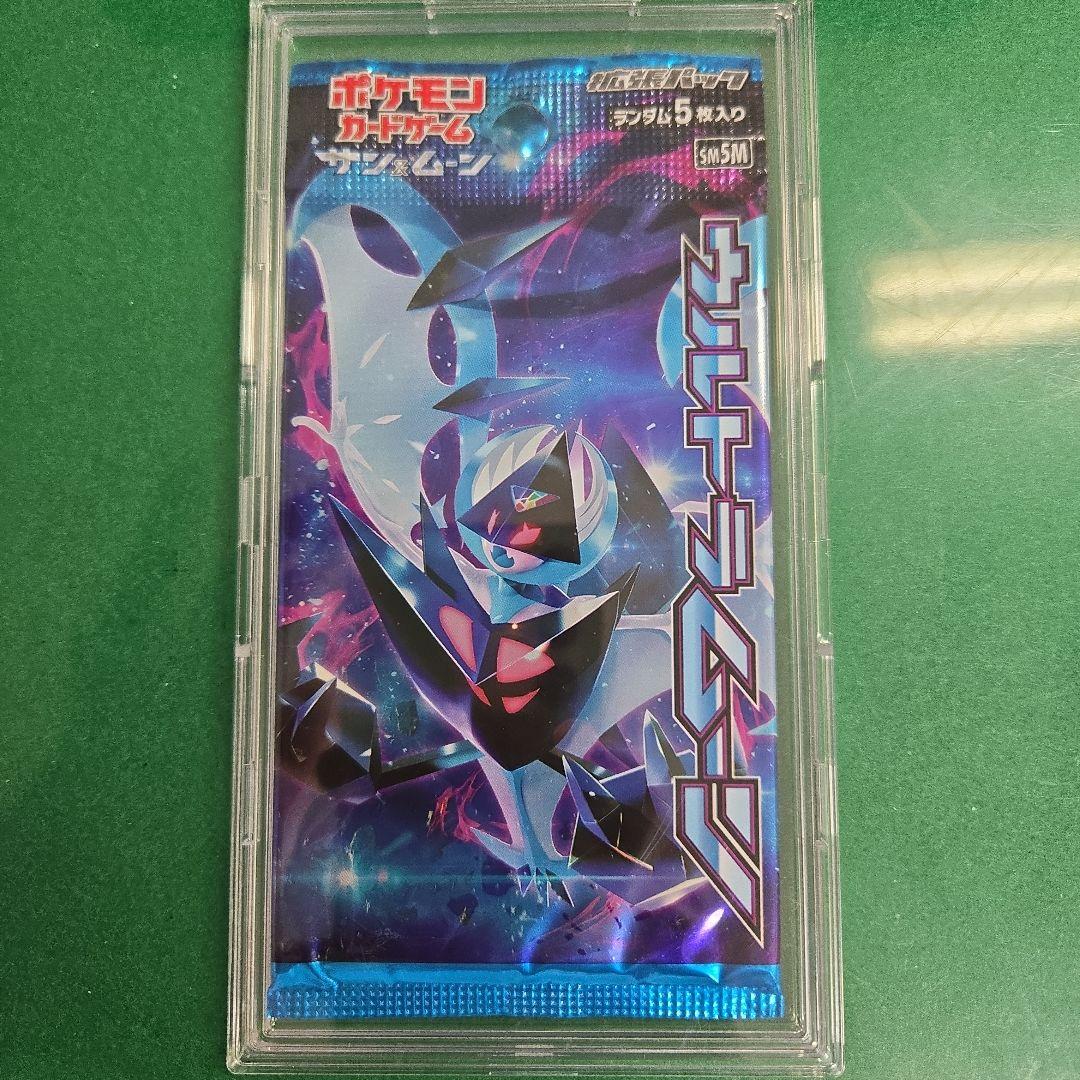 ポケモン
カードゲーム
サン&ムーン
拡張パック
ランダム5枚入り
SM5M
ウルトラムーン